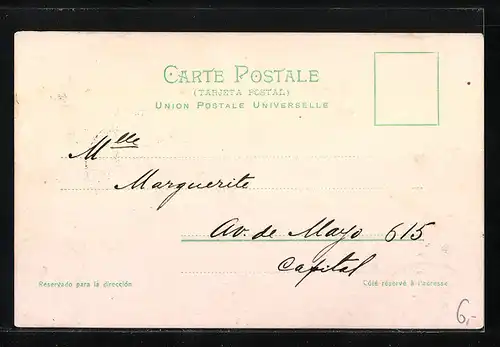 CARTE POSTALE
(TARJETA POSTAL)
UNION POSTALE UNIVERSELLE
Mlle
Marguerite
Av. de Mayo 615
Capital
Reservado para la dirección
Côté réservé à l'adresse
6,-